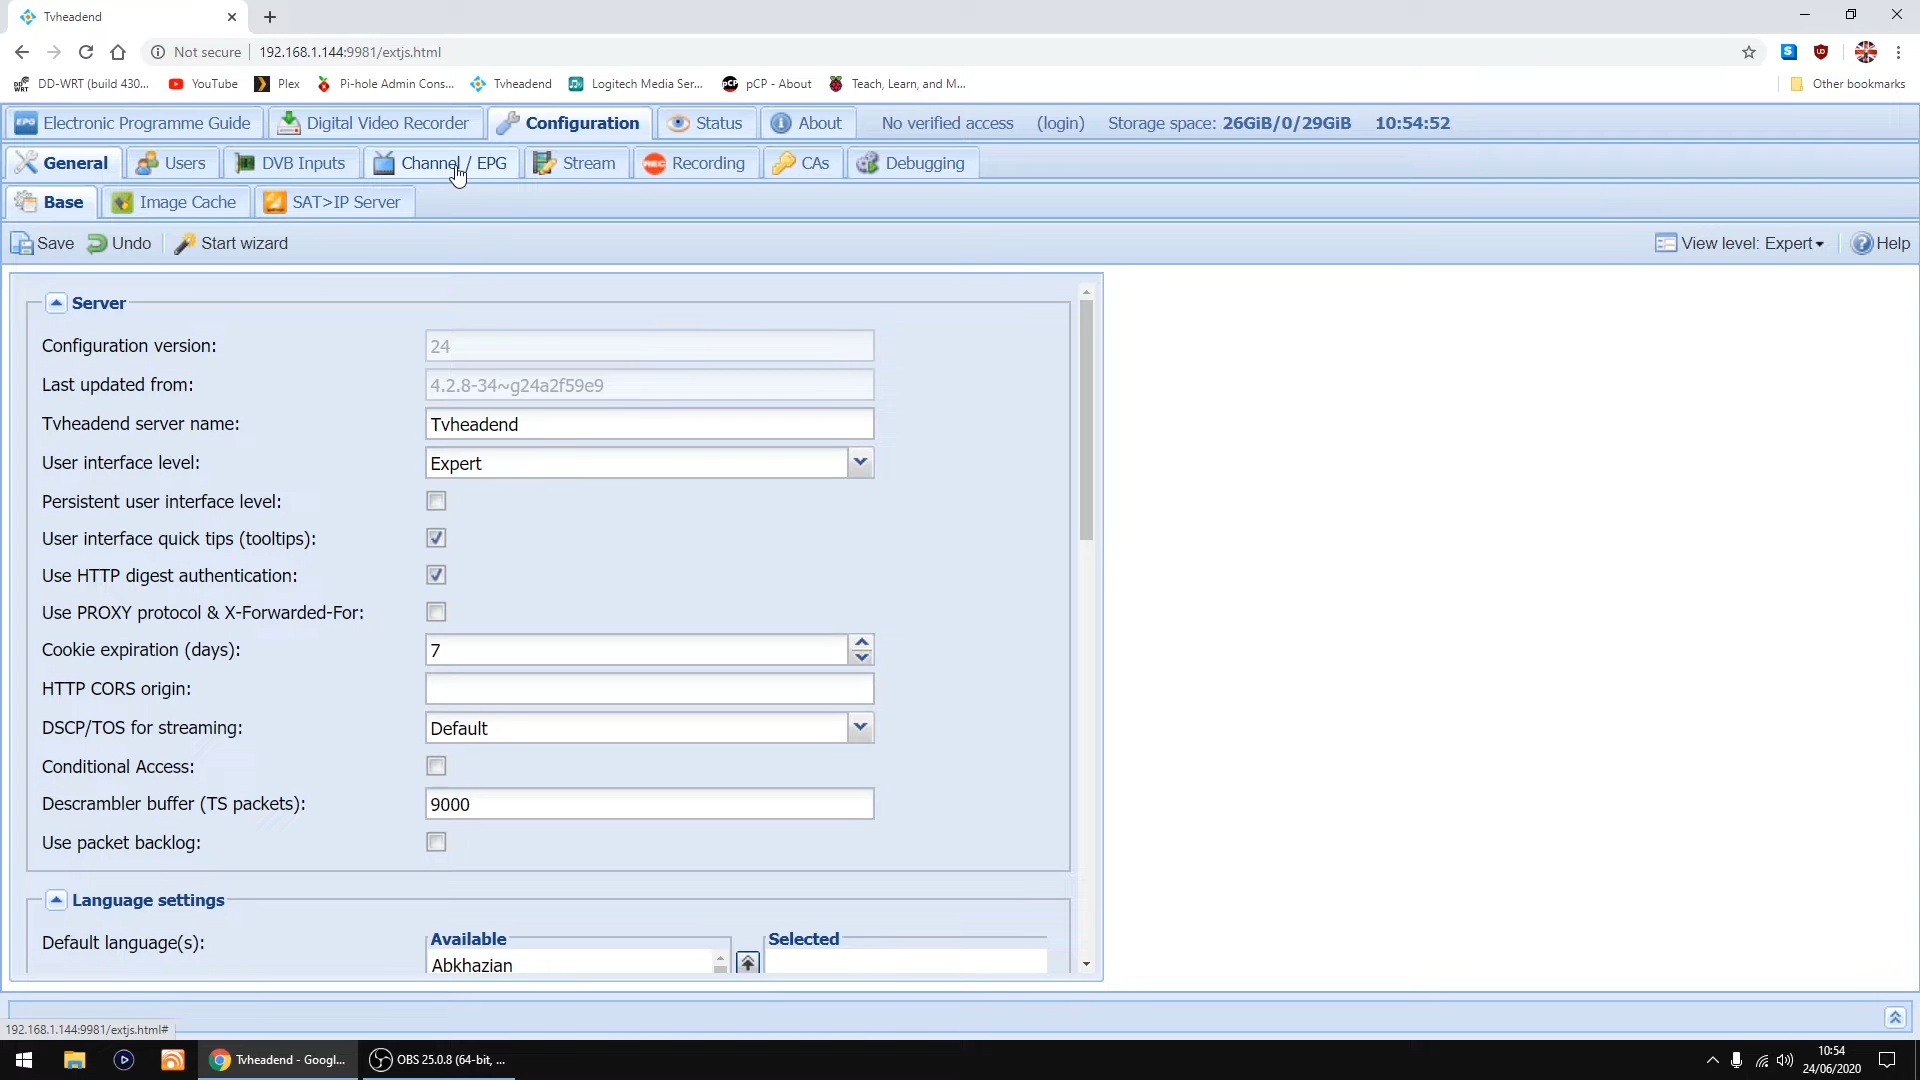 Tvheadend
Not secure 192.168.1.144:9981/extjs.html
DD-WRT (build 430... YouTube Plex Pi-hole Admin Cons... Tvheadend Logitech Media Ser... pCP - About Teach, Learn, and M... Other bookmarks
Electronic Programme Guide Digital Video Recorder Configuration Status About No verified access (login) Storage space: 26GiB/0/29GiB 10:54:52
General Users DVB Inputs Channel / EPG Stream Recording CAs Debugging
Base Image Cache SAT>IP Server
Save Undo Start wizard View level: Expert Help
Server
Configuration version: 24
Last updated from: 4.2.8-34~g24a2f59e9
Tvheadend server name: Tvheadend
User interface level: Expert
Persistent user interface level:
User interface quick tips (tooltips):
Use HTTP digest authentication:
Use PROXY protocol & X-Forwarded-For:
Cookie expiration (days): 7
HTTP CORS origin:
DSCP/TOS for streaming: Default
Conditional Access:
Descrambler buffer (TS packets): 9000
Use packet backlog:
Language settings
Default language(s): Available Selected
Abkhazian
192.168.1.144:9981/extjs.html#
Tvheadend - Googl... OBS 25.0.8 (64-bit, ... 10:54
24/06/2020